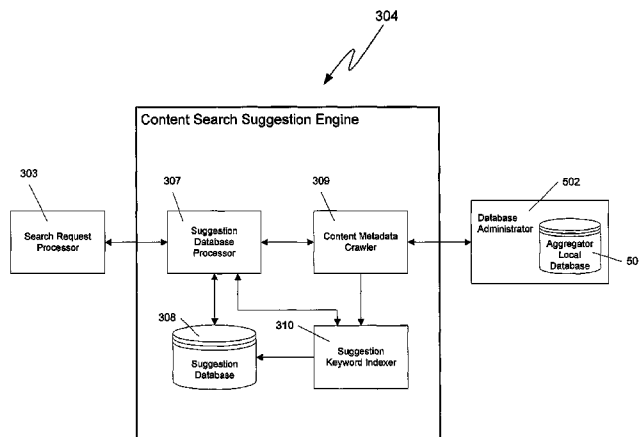 304
Content Search Suggestion Engine
303
Search Request
Processor
307
Suggestion
Database
Processor
309
Content Metadata
Crawler
502
Database
Administrator
Aggregator
Local
Database
50
308
Suggestion
Database
310
Suggestion
Keyword Indexer